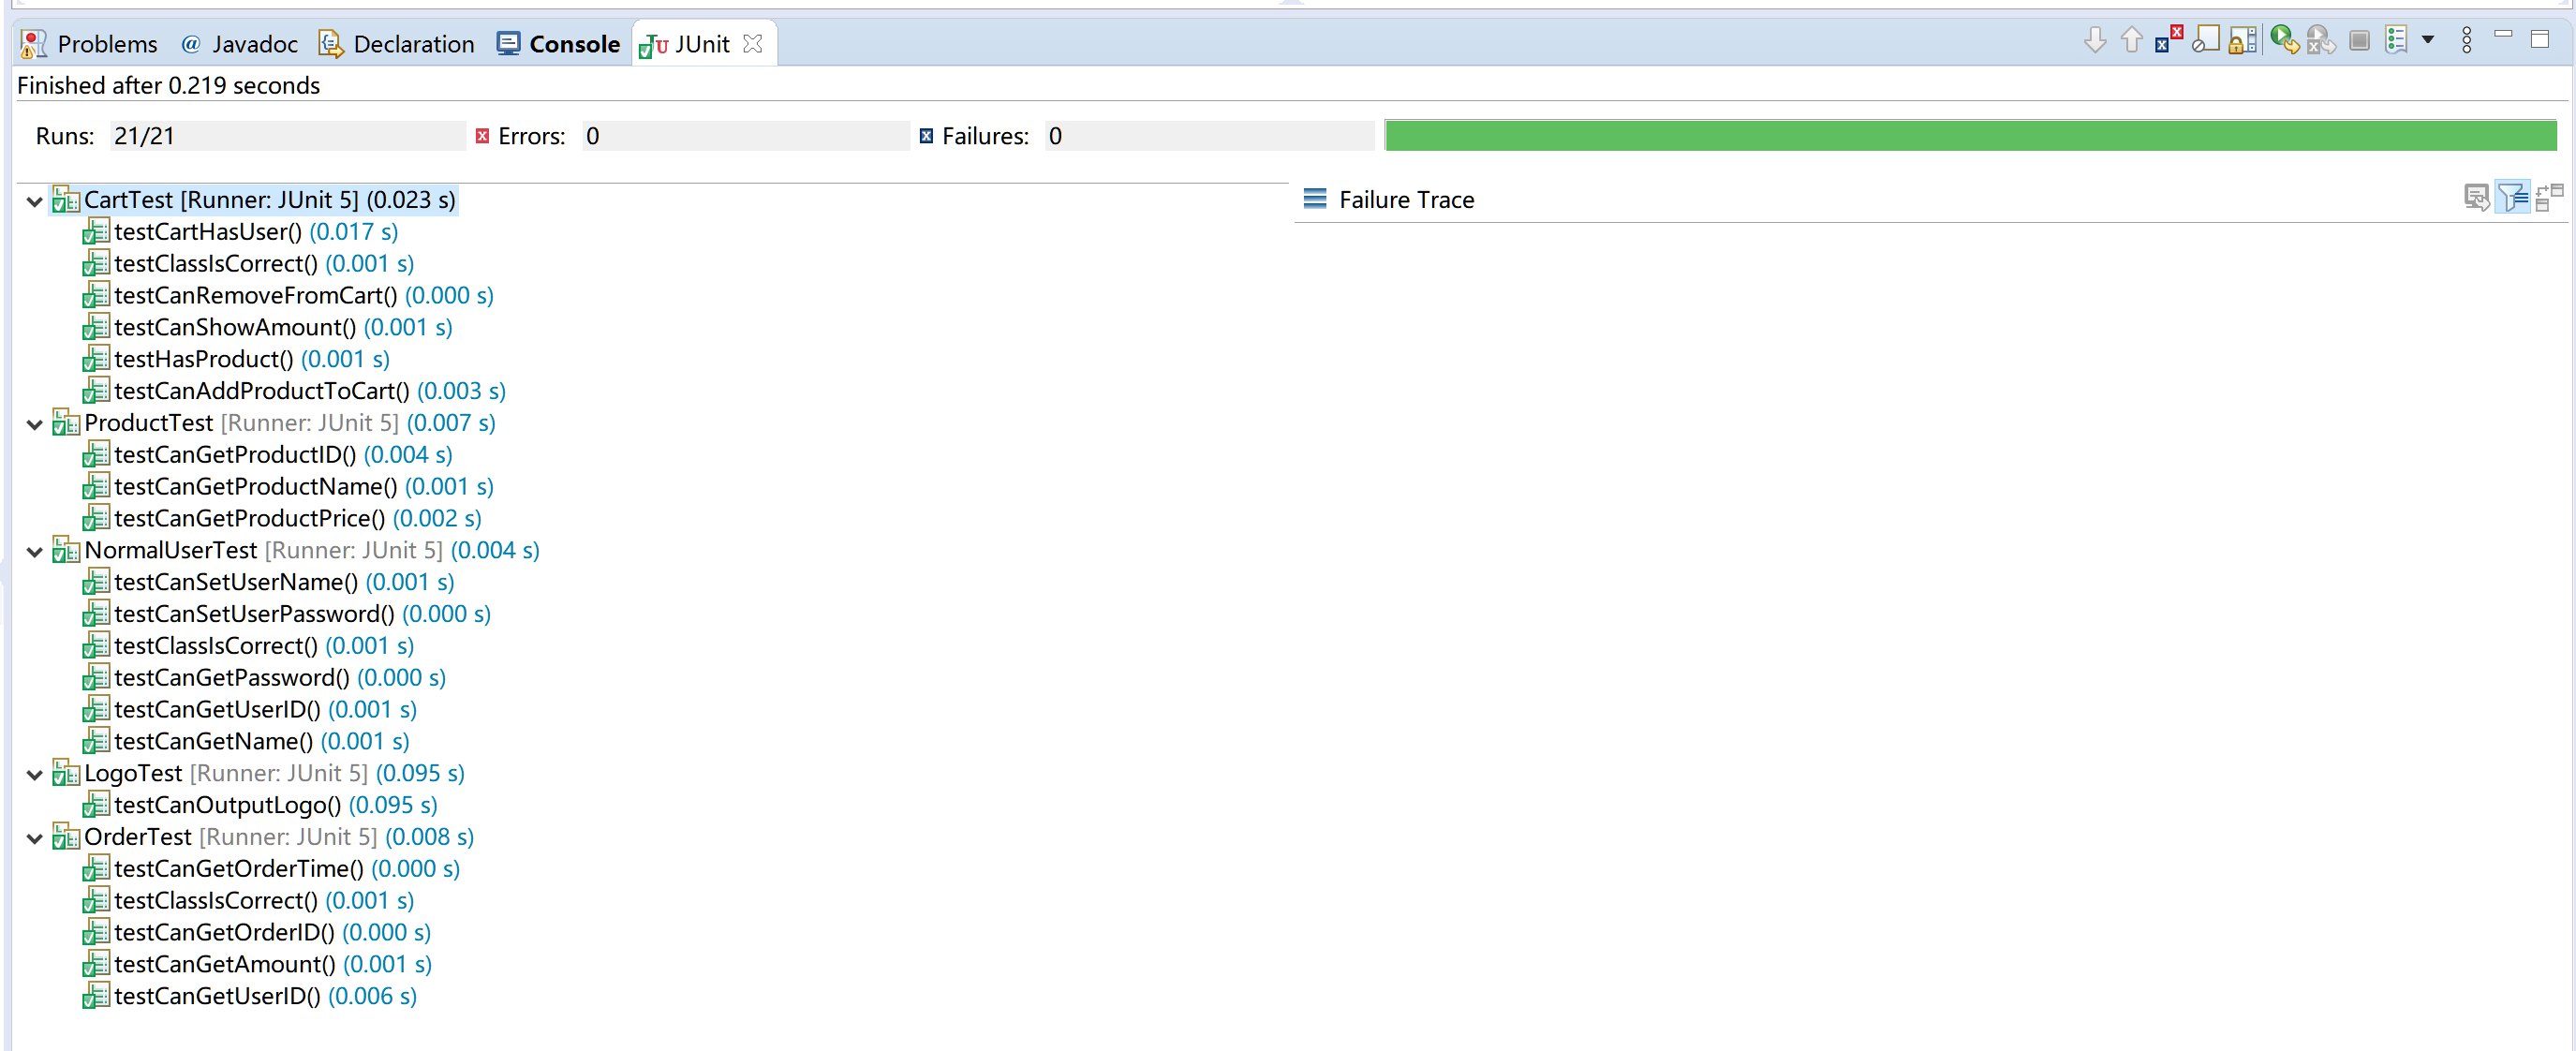 Problems @ Javadoc Declaration Console JUnit
Finished after 0.219 seconds
Runs: 21/21 Errors: 0 Failures: 0
CartTest [Runner: JUnit 5] (0.023 s)
Failure Trace
testCartHasUser() (0.017 s)
testClassIsCorrect() (0.001 s)
testCanRemoveFromCart() (0.000 s)
testCanShowAmount() (0.001 s)
testHasProduct() (0.001 s)
testCanAddProductToCart() (0.003 s)
ProductTest [Runner: JUnit 5] (0.007 s)
testCanGetProductID() (0.004 s)
testCanGetProductName() (0.001 s)
testCanGetProductPrice() (0.002 s)
NormalUserTest [Runner: JUnit 5] (0.004 s)
testCanSetUserName() (0.001 s)
testCanSetUserPassword() (0.000 s)
testClassIsCorrect() (0.001 s)
testCanGetPassword() (0.000 s)
testCanGetUserID() (0.001 s)
testCanGetName() (0.001 s)
LogoTest [Runner: JUnit 5] (0.095 s)
testCanOutputLogo() (0.095 s)
OrderTest [Runner: JUnit 5] (0.008 s)
testCanGetOrderTime() (0.000 s)
testClassIsCorrect() (0.001 s)
testCanGetOrderID() (0.000 s)
testCanGetAmount() (0.001 s)
testCanGetUserID() (0.006 s)